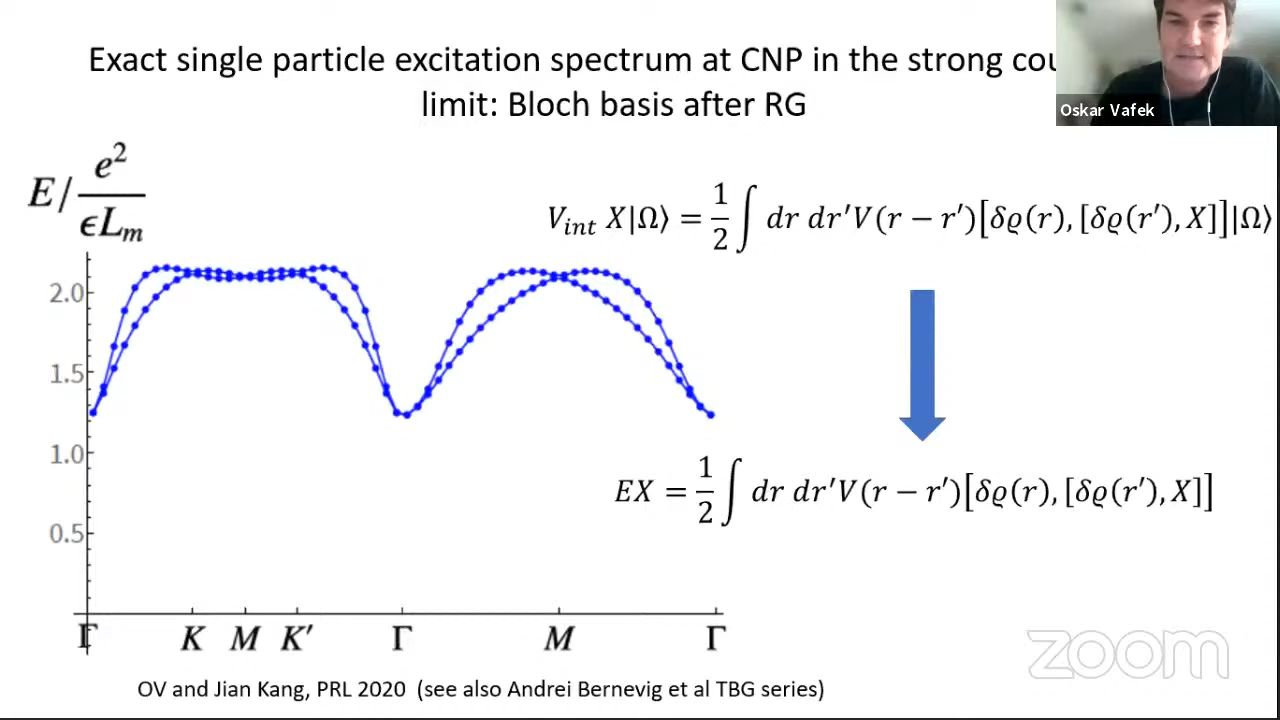 Exact single particle excitation spectrum at CNP in the strong
limit: Bloch basis after RG
Oskar Vafek
E/ e²/ϵL_m
V_int X|Ω⟩ = 1/2 ∫ dr dr′V(r − r′)[δϱ(r), [δϱ(r′), X]]|Ω⟩
2.0
1.5
1.0
0.5
EX = 1/2 ∫ dr dr′V(r − r′)[δϱ(r), [δϱ(r′), X]]
Γ K M K′ Γ M Γ
zoom
OV and Jian Kang, PRL 2020 (see also Andrei Bernevig et al TBG series)